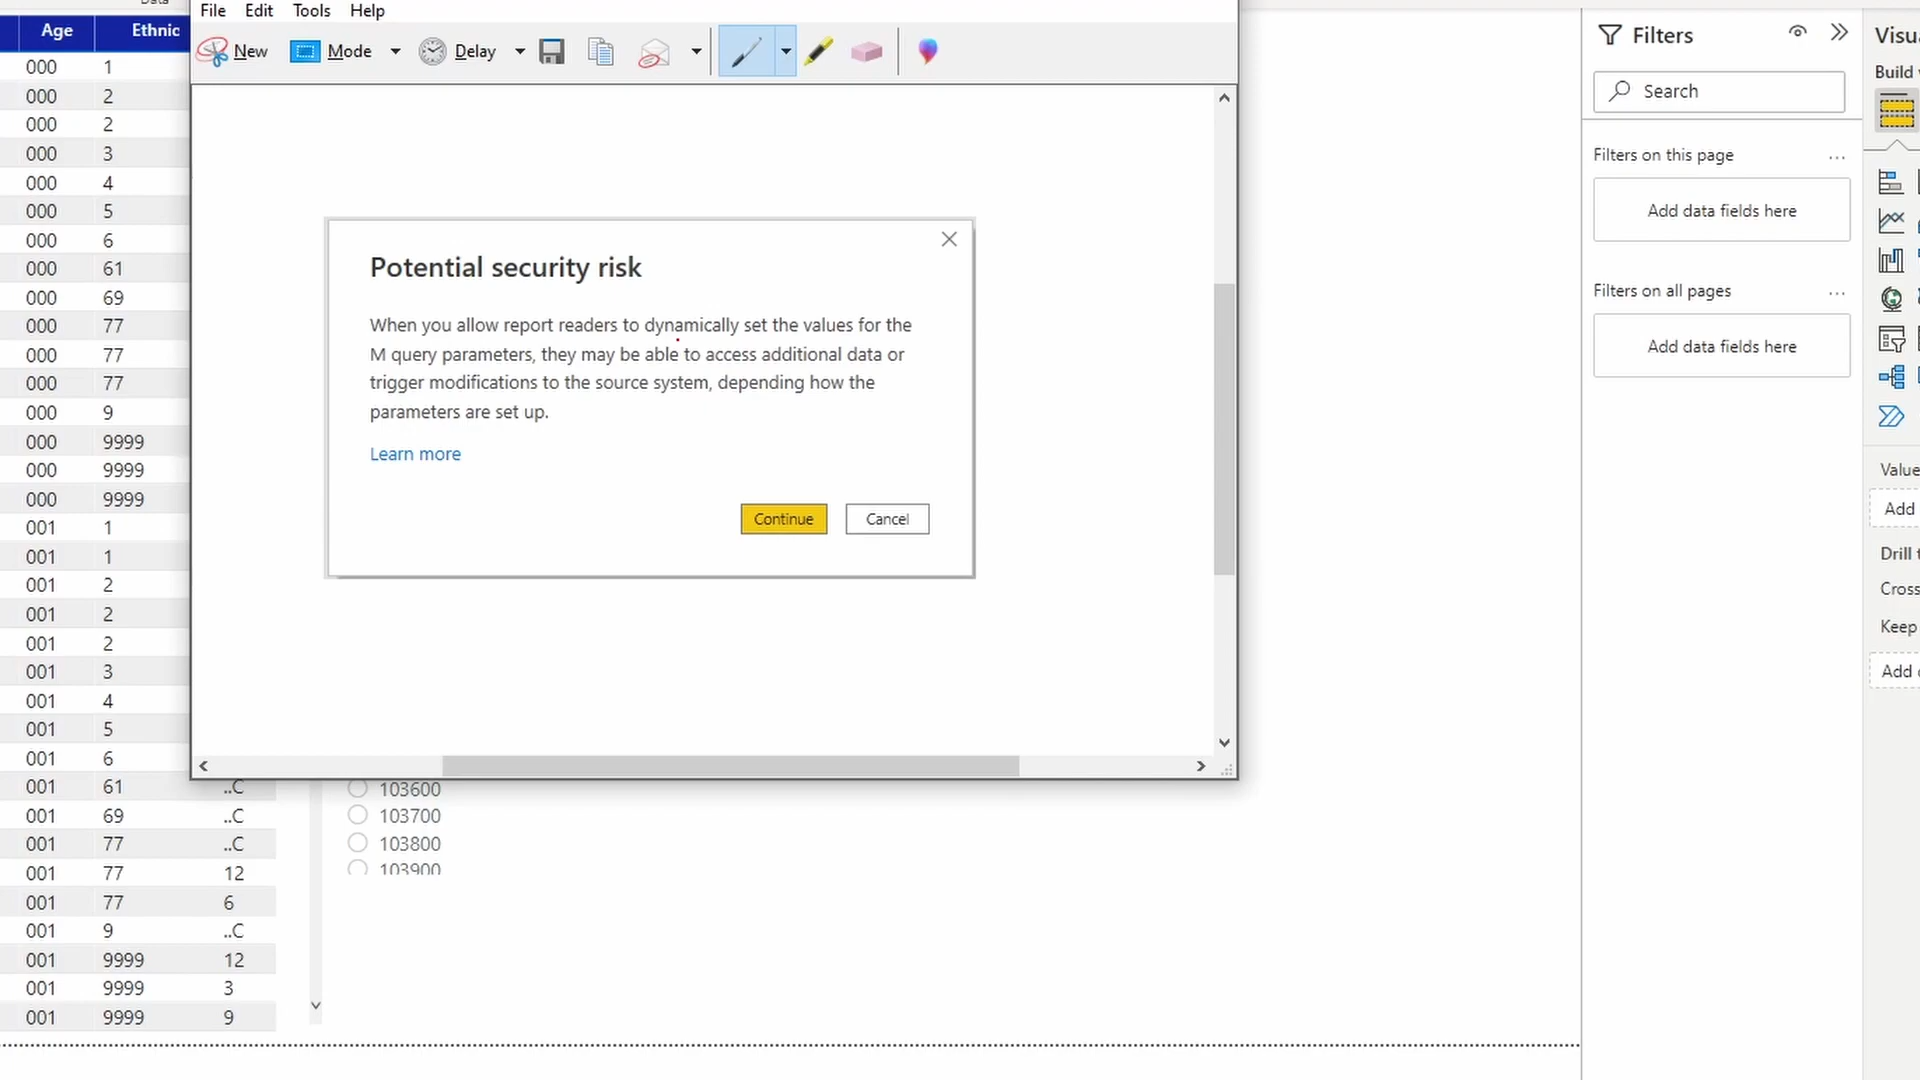 Data
File Edit Tools Help
New Mode Delay
Age Ethnic
000 1
000 2
000 2
000 3
000 4
000 5
000 6
000 61
000 69
000 77
000 77
000 77
000 9
000 9999
000 9999
000 9999
001 1
001 1
001 2
001 2
001 2
001 3
001 4
001 5
001 6
001 61 ..C
001 69 ..C
001 77 ..C
001 77 12
001 77 6
001 9 ..C
001 9999 12
001 9999 3
001 9999 9
Potential security risk
When you allow report readers to dynamically set the values for the
M query parameters, they may be able to access additional data or
trigger modifications to the source system, depending how the
parameters are set up.
Learn more
Continue Cancel
103600
103700
103800
103900
Filters
Search
Filters on this page ...
Add data fields here
Filters on all pages ...
Add data fields here
Visua
Build v
Value
Add
Drill t
Cross
Keep
Add